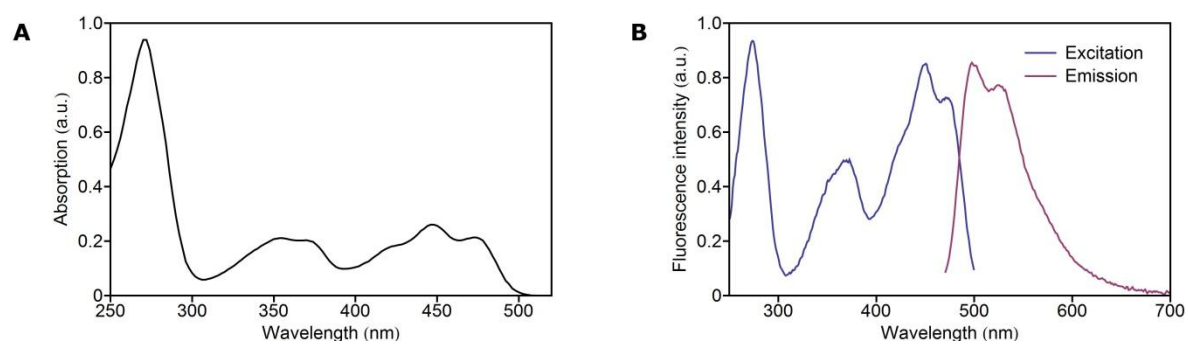 A
Absorption (a.u.)
1.0
0.8
0.6
0.4
0.2
0
250 300 350 400 450 500
Wavelength (nm)
B
Fluorescence intensity (a.u.)
1.0
0.8
0.6
0.4
0.2
0
Excitation
Emission
300 400 500 600 700
Wavelength (nm)